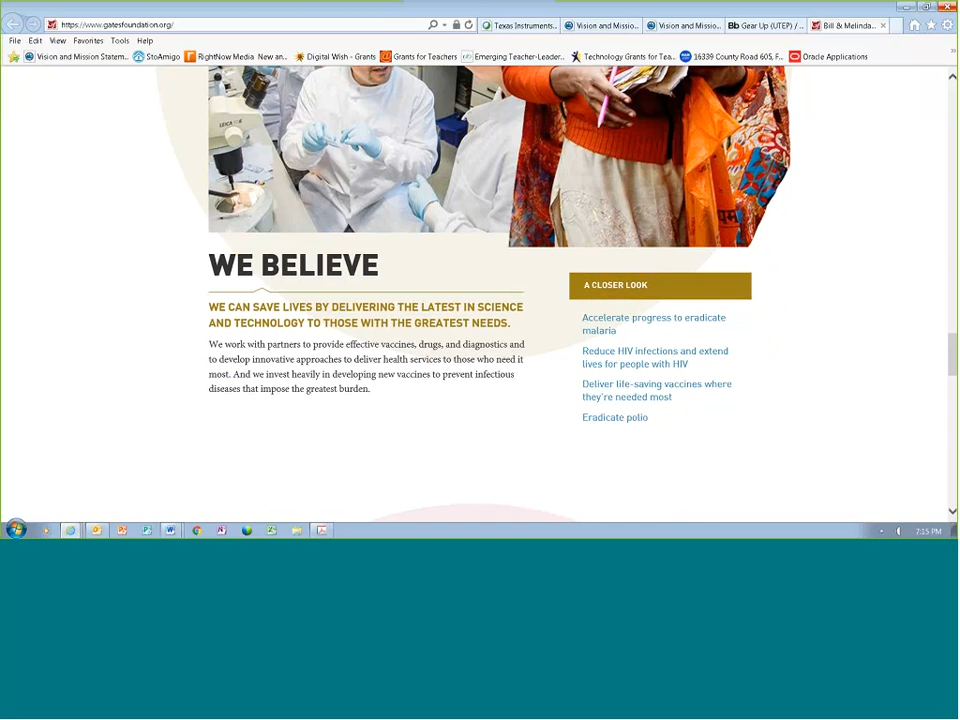 https://www.gatesfoundation.org/
Texas Instruments...
Vision and Missio...
Vision and Missio...
Bb Gear Up (UTEP) / ...
Bill & Melinda...
File Edit View Favorites Tools Help
Vision and Mission Statem...
StoAmigo
RightNow Media New an...
Digital Wish - Grants
Grants for Teachers
Emerging Teacher-Leader...
Technology Grants for Tea...
16339 County Road 605, F...
Oracle Applications
LEICA
WE BELIEVE
WE CAN SAVE LIVES BY DELIVERING THE LATEST IN SCIENCE
AND TECHNOLOGY TO THOSE WITH THE GREATEST NEEDS.
We work with partners to provide effective vaccines, drugs, and diagnostics and
to develop innovative approaches to deliver health services to those who need it
most. And we invest heavily in developing new vaccines to prevent infectious
diseases that impose the greatest burden.
A CLOSER LOOK
Accelerate progress to eradicate
malaria
Reduce HIV infections and extend
lives for people with HIV
Deliver life-saving vaccines where
they're needed most
Eradicate polio
7:15 PM